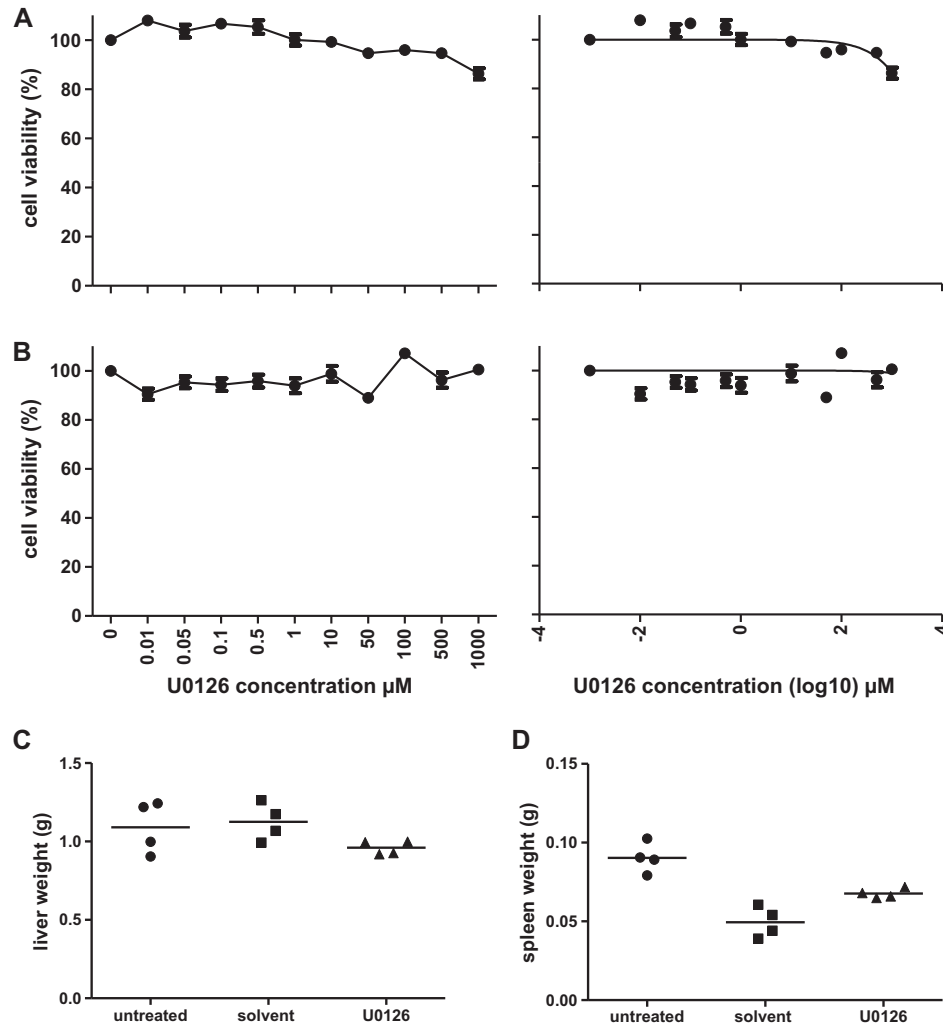 A
cell viability (%)
100
80
60
40
20
0
B
cell viability (%)
100
80
60
40
20
0
0 0.01 0.05 0.1 0.5 1 10 50 100 500 1000
-4 -2 0 2 4
U0126 concentration µM
U0126 concentration (log10) µM
C
liver weight (g)
1.5
1.0
0.5
0.0
untreated solvent U0126
D
spleen weight (g)
0.15
0.10
0.05
0.00
untreated solvent U0126